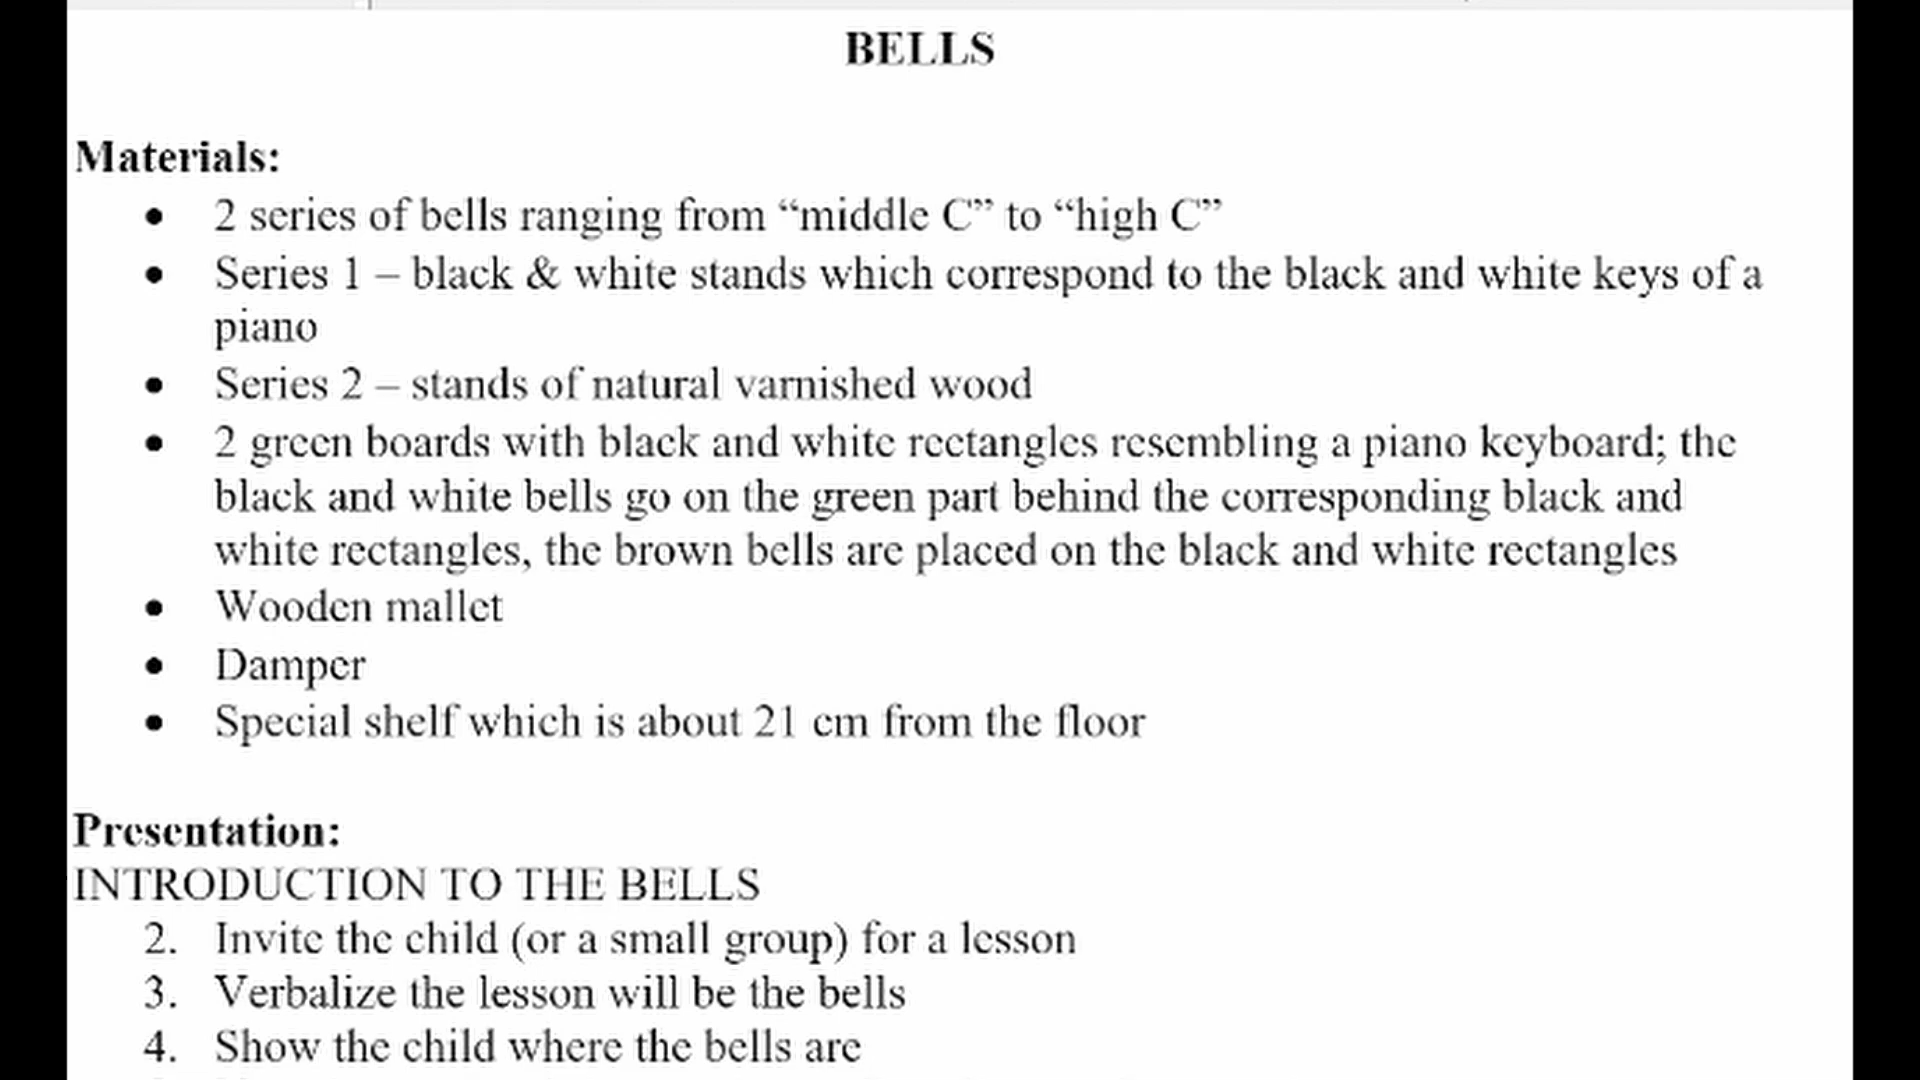 BELLS
Materials:
• 2 series of bells ranging from “middle C” to “high C”
• Series 1 – black & white stands which correspond to the black and white keys of a
piano
• Series 2 – stands of natural varnished wood
• 2 green boards with black and white rectangles resembling a piano keyboard; the
black and white bells go on the green part behind the corresponding black and
white rectangles, the brown bells are placed on the black and white rectangles
• Wooden mallet
• Damper
• Special shelf which is about 21 cm from the floor
Presentation:
INTRODUCTION TO THE BELLS
2. Invite the child (or a small group) for a lesson
3. Verbalize the lesson will be the bells
4. Show the child where the bells are